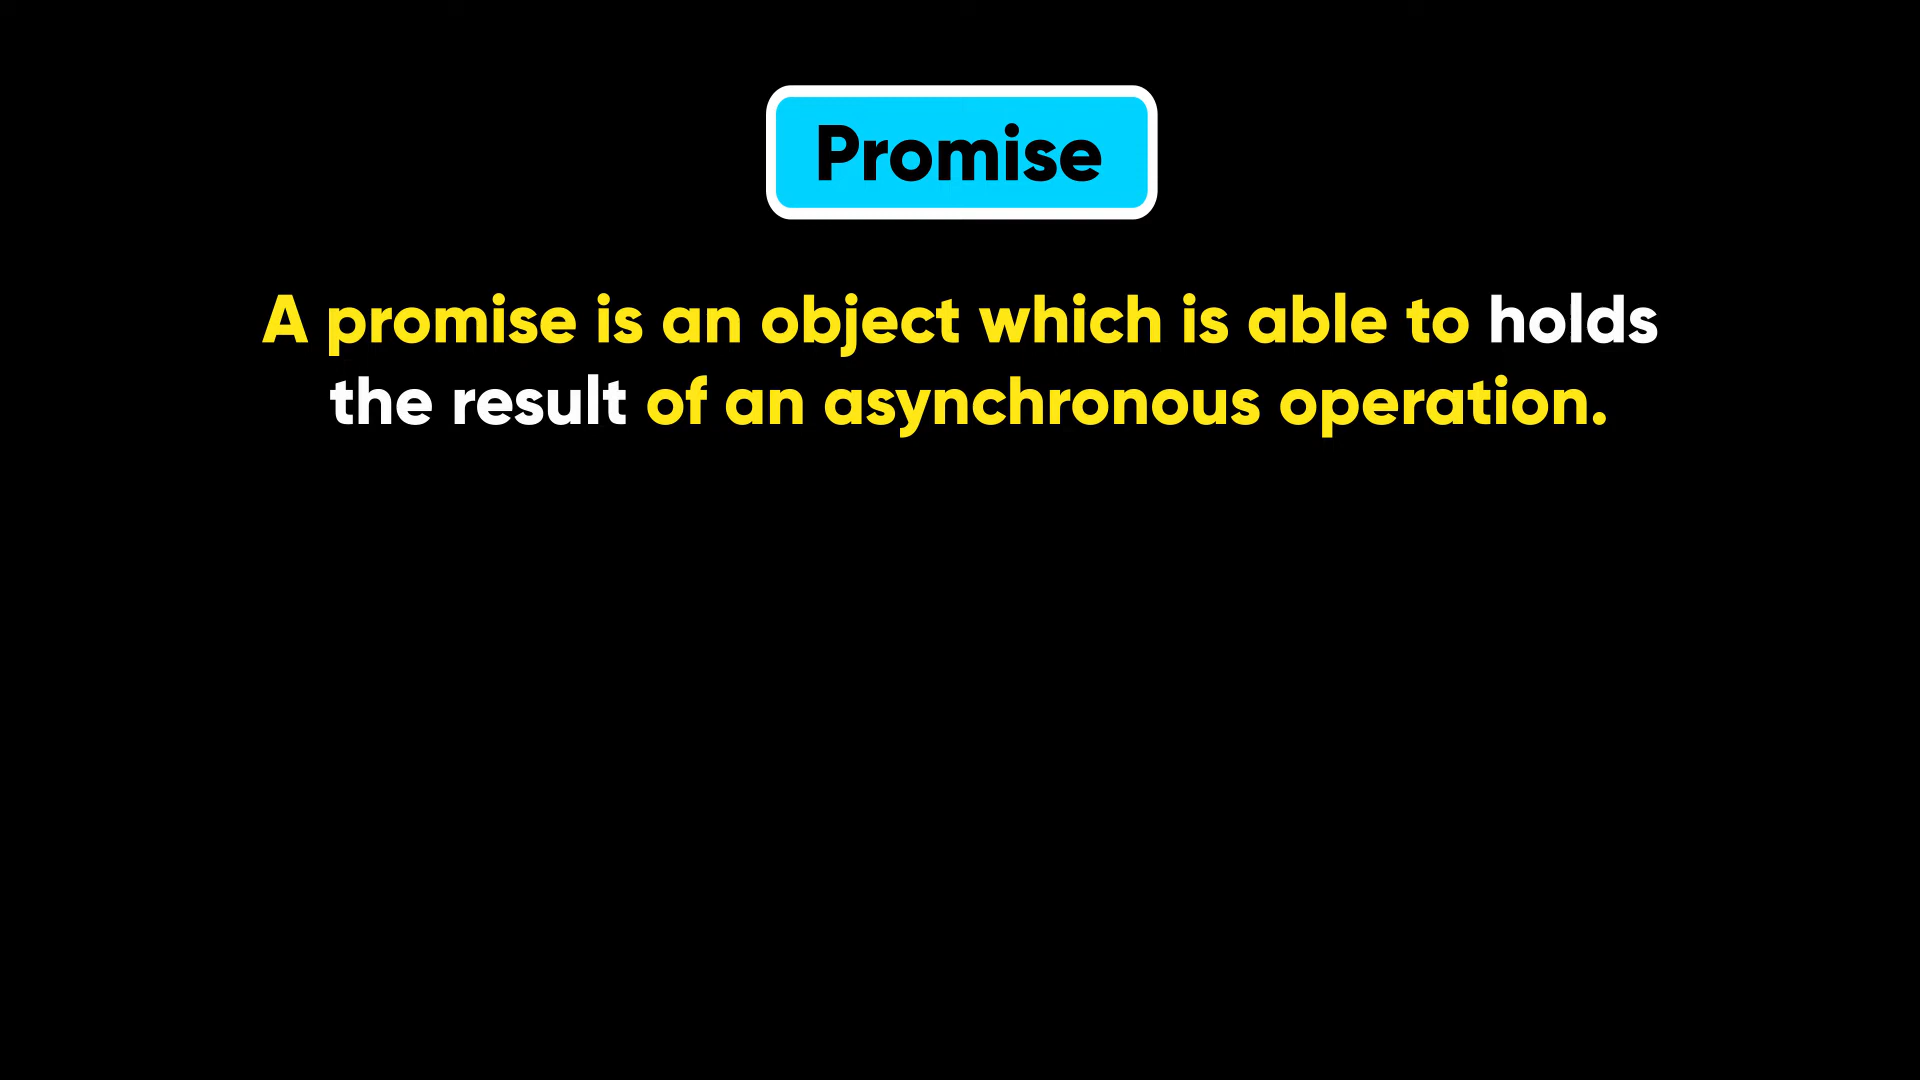 Promise
A promise is an object which is able to holds
the result of an asynchronous operation.